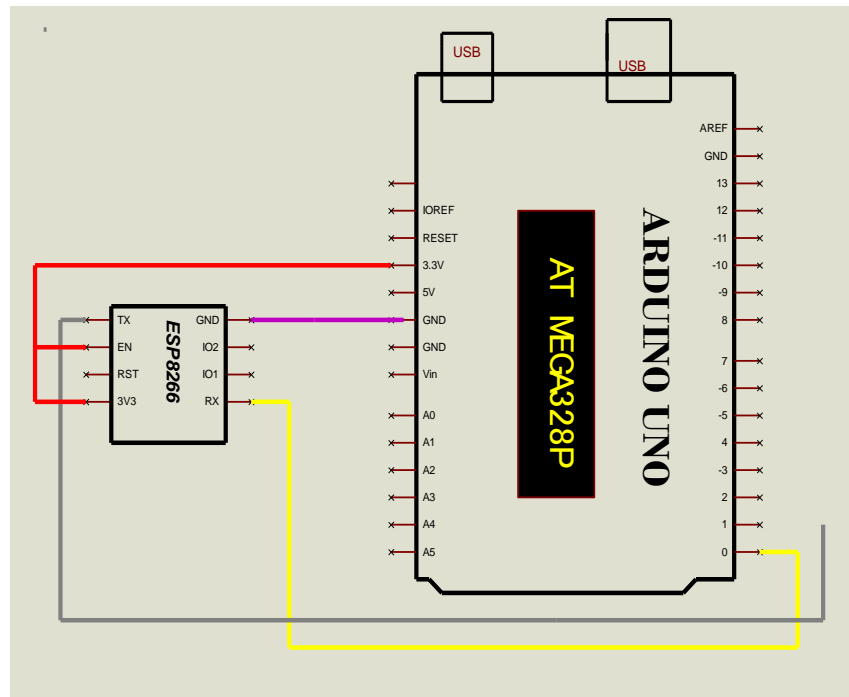 USB
USB
AREF
GND
13
12
-11
-10
-9
8
7
-6
-5
4
-3
2
1
0
IOREF
RESET
3.3V
5V
GND
GND
Vin
A0
A1
A2
A3
A4
A5
AT MEGA328P
ARDUINO UNO
TX
EN
RST
3V3
ESP8266
GND
IO2
IO1
RX